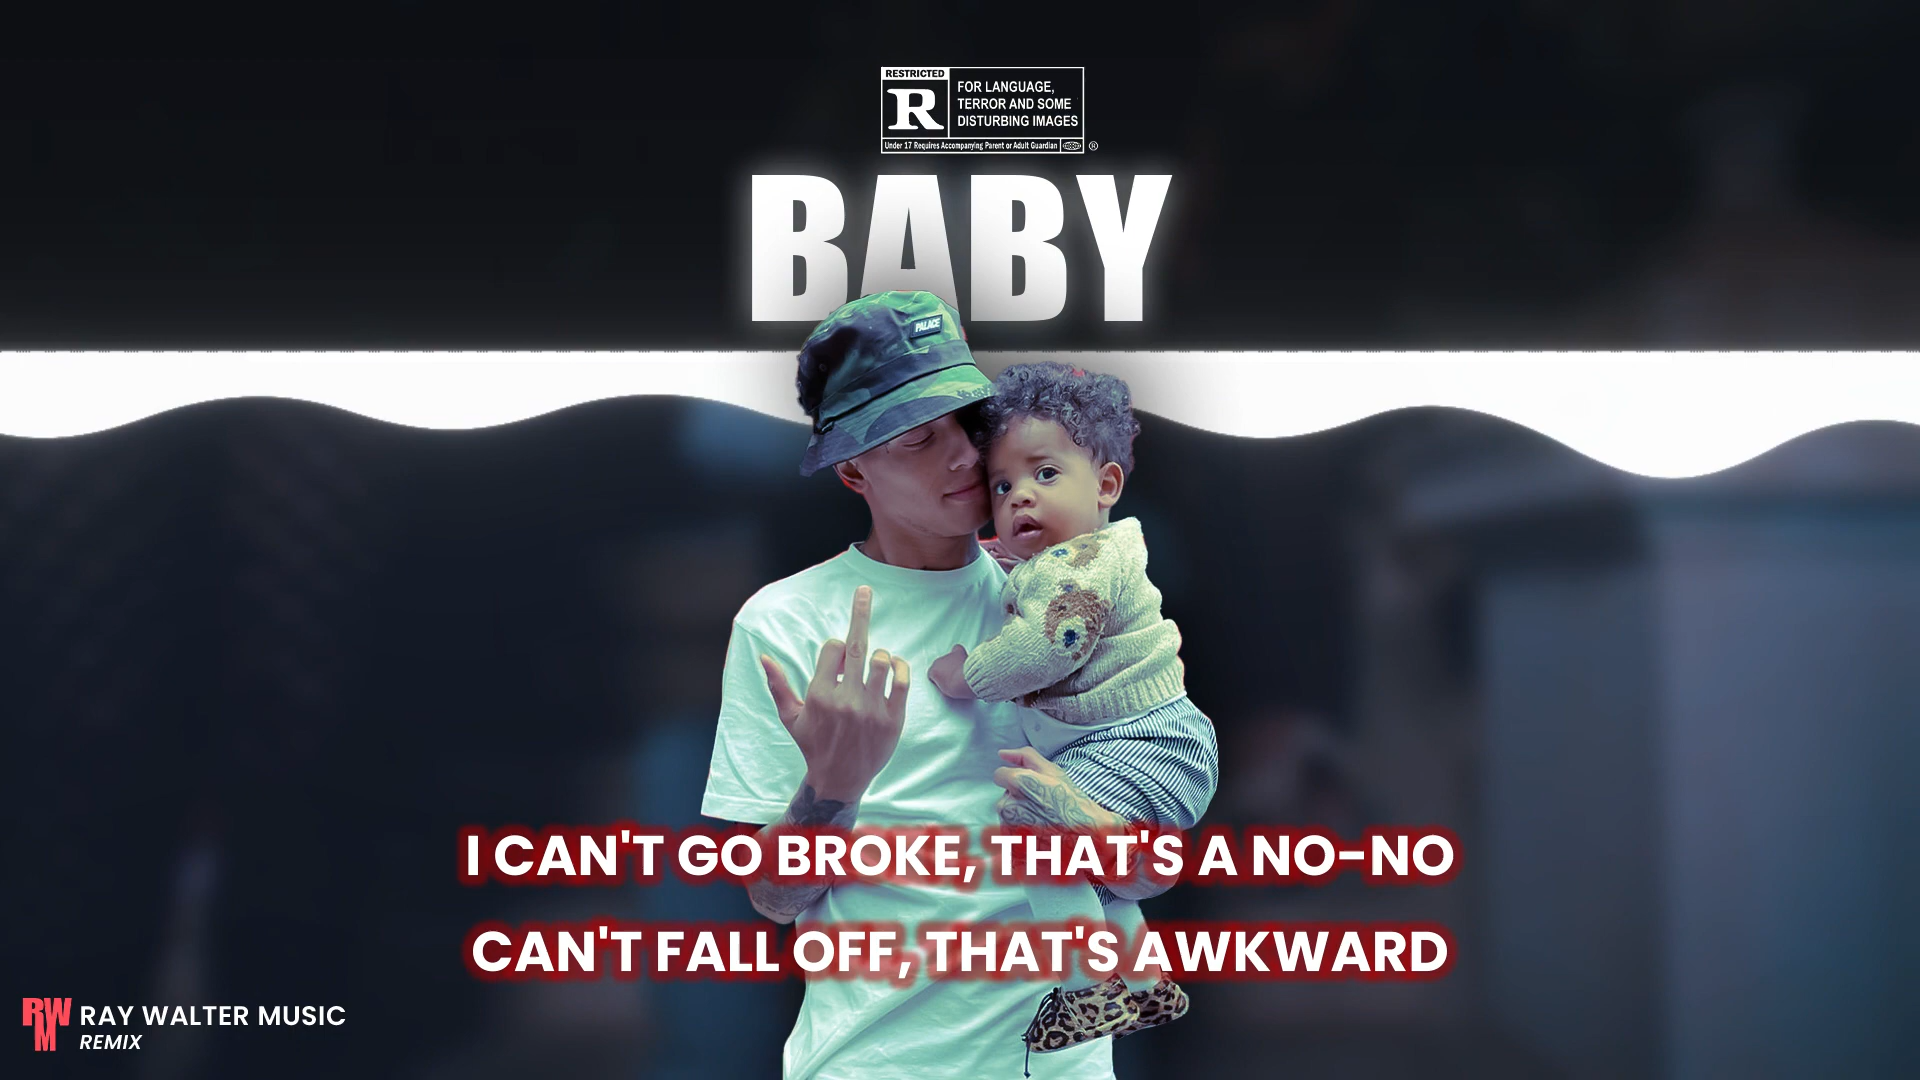 RESTRICTED
R
FOR LANGUAGE,
TERROR AND SOME
DISTURBING IMAGES
Under 17 Requires Accompanying Parent or Adult Guardian
®
BABY
PALACE
I CAN'T GO BROKE, THAT'S A NO-NO
CAN'T FALL OFF, THAT'S AWKWARD
RWM
RAY WALTER MUSIC
REMIX